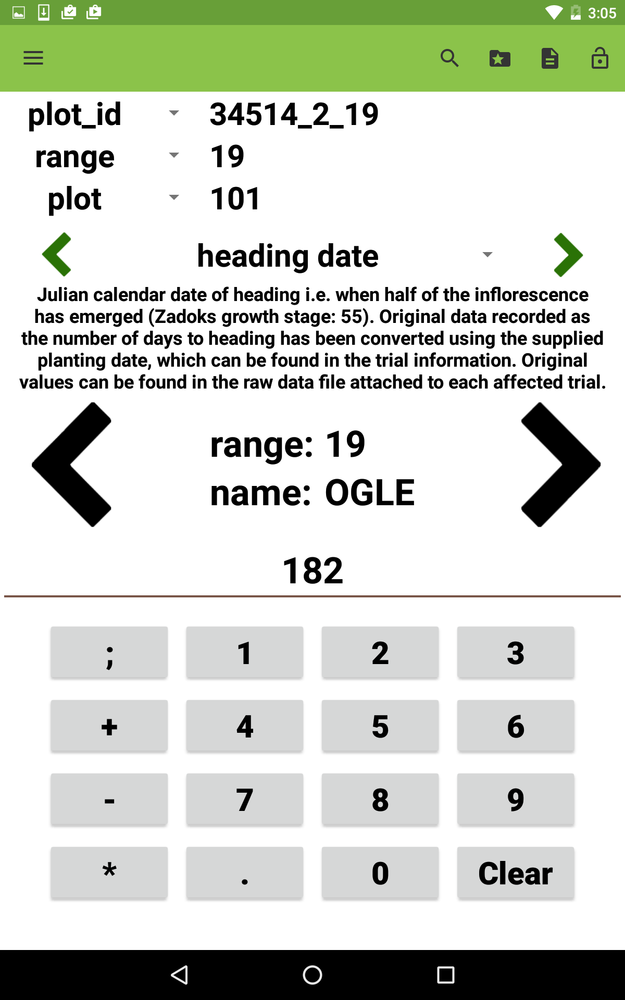 3:05
plot_id 34514_2_19
range 19
plot 101
heading date
Julian calendar date of heading i.e. when half of the inflorescence
has emerged (Zadoks growth stage: 55). Original data recorded as
the number of days to heading has been converted using the supplied
planting date, which can be found in the trial information. Original
values can be found in the raw data file attached to each affected trial.
range: 19
name: OGLE
182
; 1 2 3
+ 4 5 6
- 7 8 9
* . 0 Clear